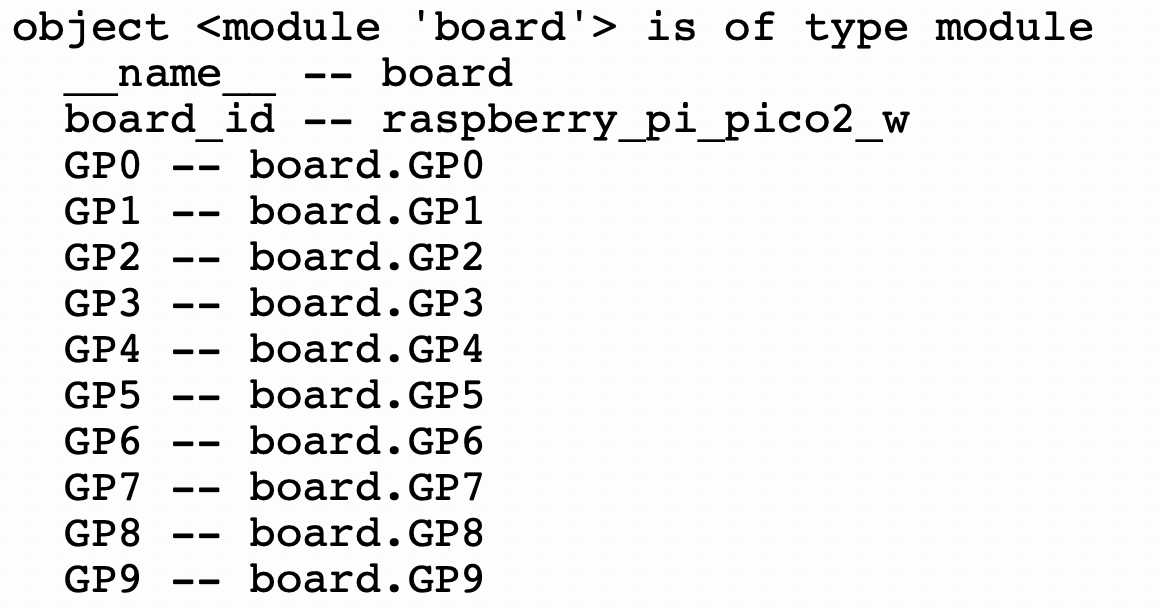 object <module 'board'> is of type module
__name__ -- board
board_id -- raspberry_pi_pico2_w
GP0 -- board.GP0
GP1 -- board.GP1
GP2 -- board.GP2
GP3 -- board.GP3
GP4 -- board.GP4
GP5 -- board.GP5
GP6 -- board.GP6
GP7 -- board.GP7
GP8 -- board.GP8
GP9 -- board.GP9